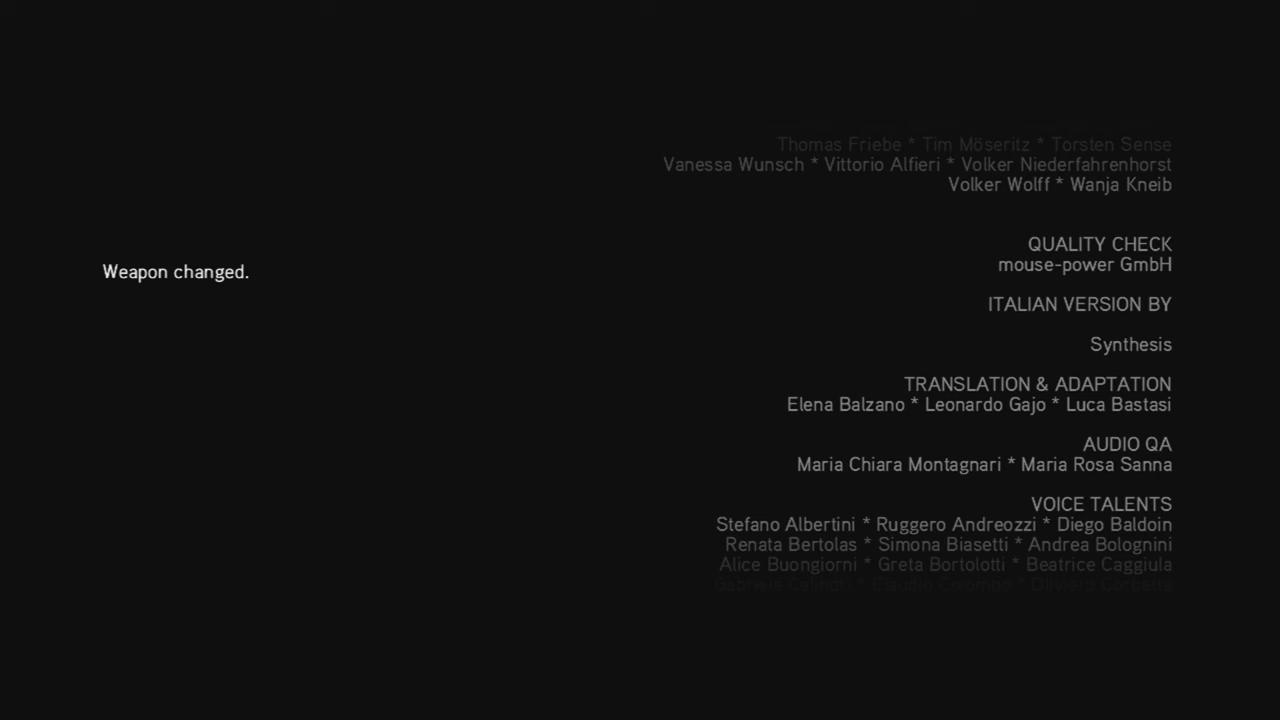 Thomas Friebe * Tim Möseritz * Torsten Sense
Vanessa Wunsch * Vittorio Alfieri * Volker Niederfahrenhorst
Volker Wolff * Wanja Kneib
QUALITY CHECK
Weapon changed.
mouse-power GmbH
ITALIAN VERSION BY
Synthesis
TRANSLATION & ADAPTATION
Elena Balzano * Leonardo Gajo * Luca Bastasi
AUDIO QA
Maria Chiara Montagnari * Maria Rosa Sanna
VOICE TALENTS
Stefano Albertini * Ruggero Andreozzi * Diego Baldoin
Renata Bertolas * Simona Biasetti * Andrea Bolognini
Alice Buongiorni * Greta Bortolotti * Beatrice Caggiula
Claudio Colombo *